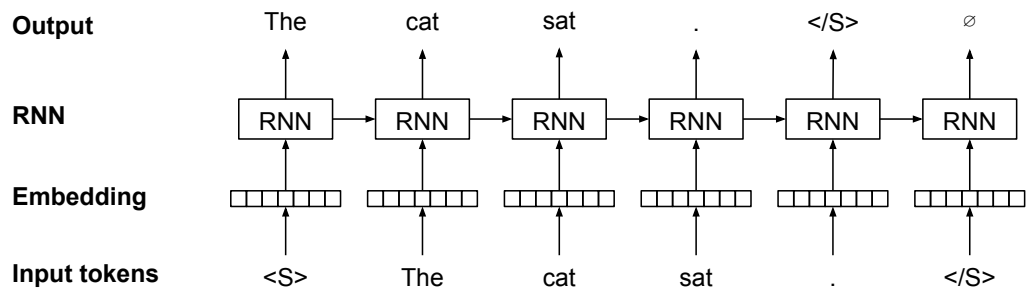 Output The cat sat . </S> ∅
RNN RNN RNN RNN RNN RNN RNN
Embedding
Input tokens <S> The cat sat . </S>